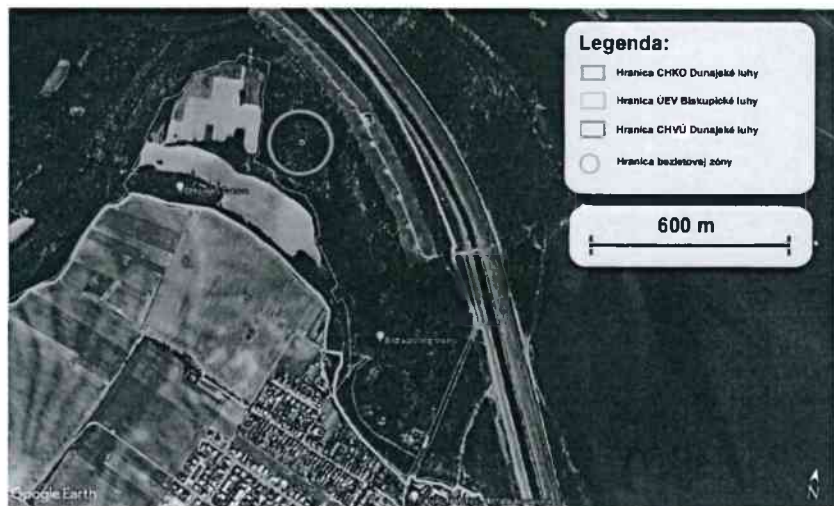 Legenda:
Hranica CHKO Dunajské luhy
Hranica ÚEV Biskupické luhy
Hranica CHVÚ Dunajské luhy
Hranica bezletovej zóny
600 m
Google Earth
N